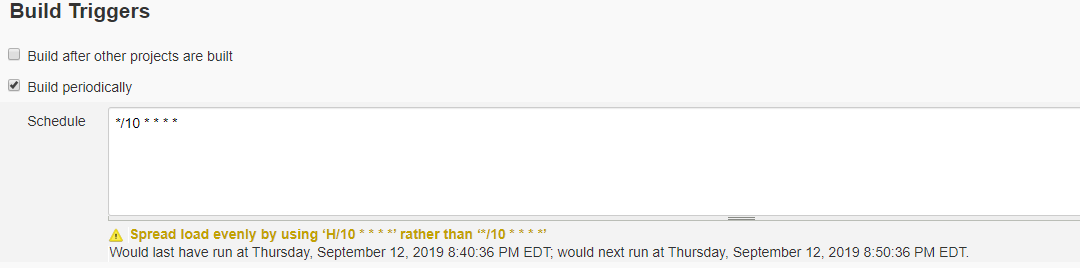 Build Triggers
Build after other projects are built
Build periodically
Schedule
*/10 * * * *
Spread load evenly by using ‘H/10 * * * *’ rather than ‘*/10 * * * *’
Would last have run at Thursday, September 12, 2019 8:40:36 PM EDT; would next run at Thursday, September 12, 2019 8:50:36 PM EDT.